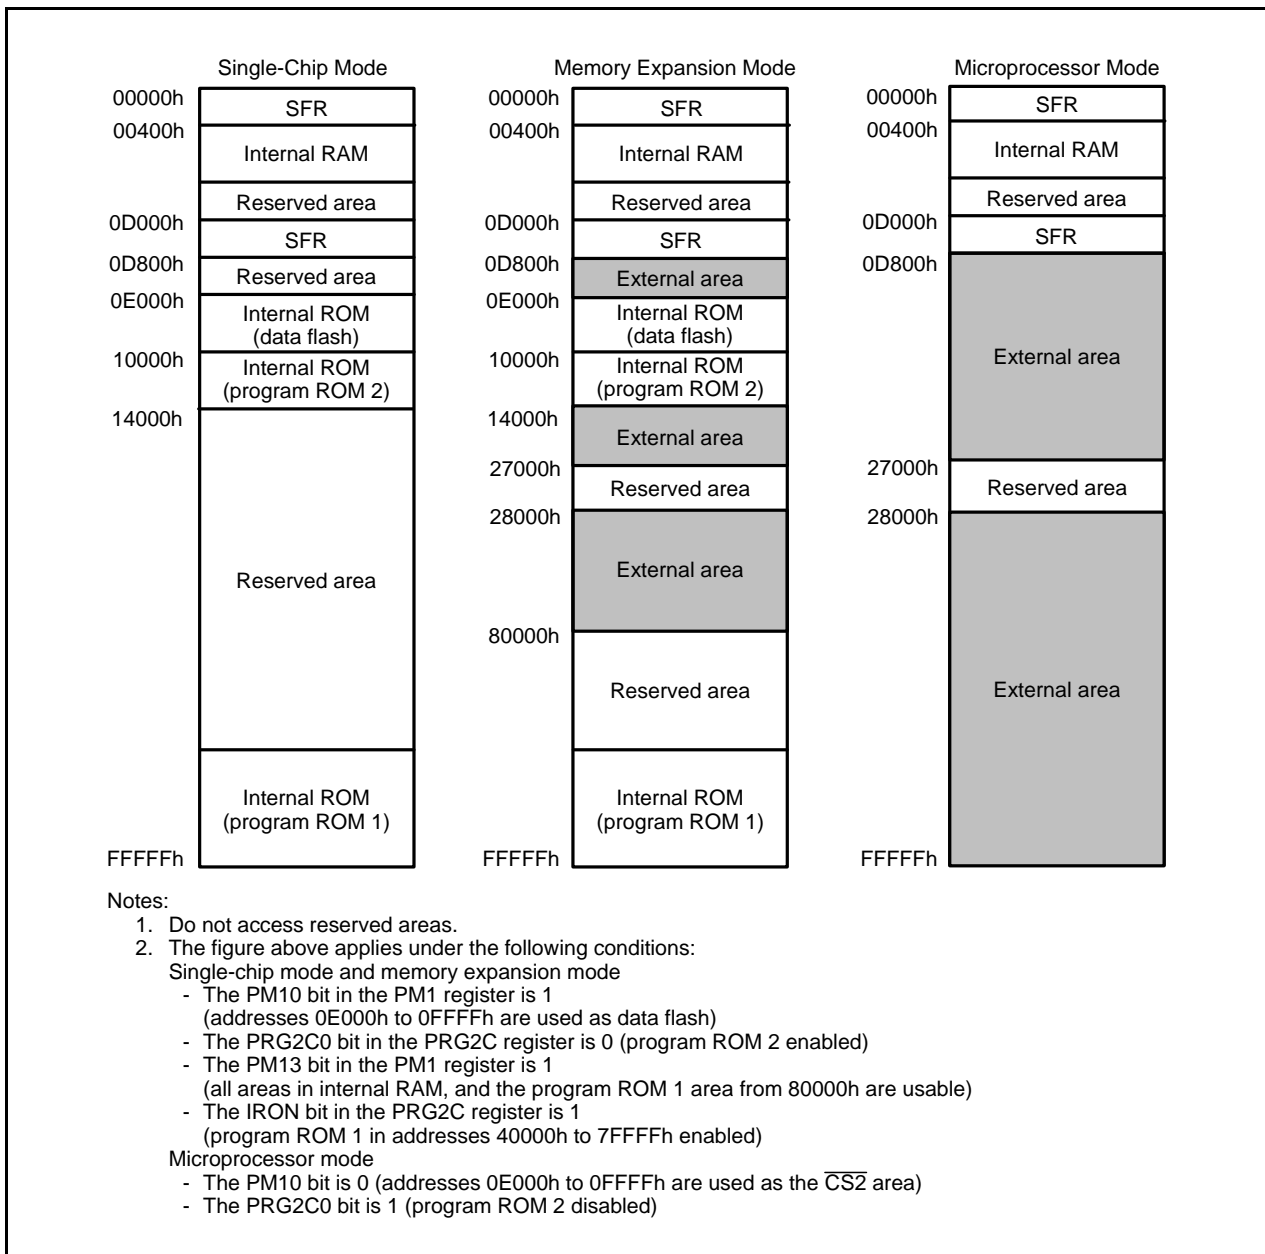 Single-Chip Mode
00000h
SFR
00400h
Internal RAM
Reserved area
0D000h
SFR
0D800h
Reserved area
0E000h
Internal ROM
(data flash)
10000h
Internal ROM
(program ROM 2)
14000h
Reserved area
Internal ROM
(program ROM 1)
FFFFFh
Memory Expansion Mode
00000h
SFR
00400h
Internal RAM
Reserved area
0D000h
SFR
0D800h
External area
0E000h
Internal ROM
(data flash)
10000h
Internal ROM
(program ROM 2)
14000h
External area
27000h
Reserved area
28000h
External area
80000h
Reserved area
Internal ROM
(program ROM 1)
FFFFFh
Microprocessor Mode
00000h
SFR
00400h
Internal RAM
Reserved area
0D000h
SFR
0D800h
External area
27000h
Reserved area
28000h
External area
FFFFFh
Notes:
1. Do not access reserved areas.
2. The figure above applies under the following conditions:
Single-chip mode and memory expansion mode
- The PM10 bit in the PM1 register is 1
(addresses 0E000h to 0FFFFh are used as data flash)
- The PRG2C0 bit in the PRG2C register is 0 (program ROM 2 enabled)
- The PM13 bit in the PM1 register is 1
(all areas in internal RAM, and the program ROM 1 area from 80000h are usable)
- The IRON bit in the PRG2C register is 1
(program ROM 1 in addresses 40000h to 7FFFFh enabled)
Microprocessor mode
- The PM10 bit is 0 (addresses 0E000h to 0FFFFh are used as the C̅S̅2̅ area)
- The PRG2C0 bit is 1 (program ROM 2 disabled)